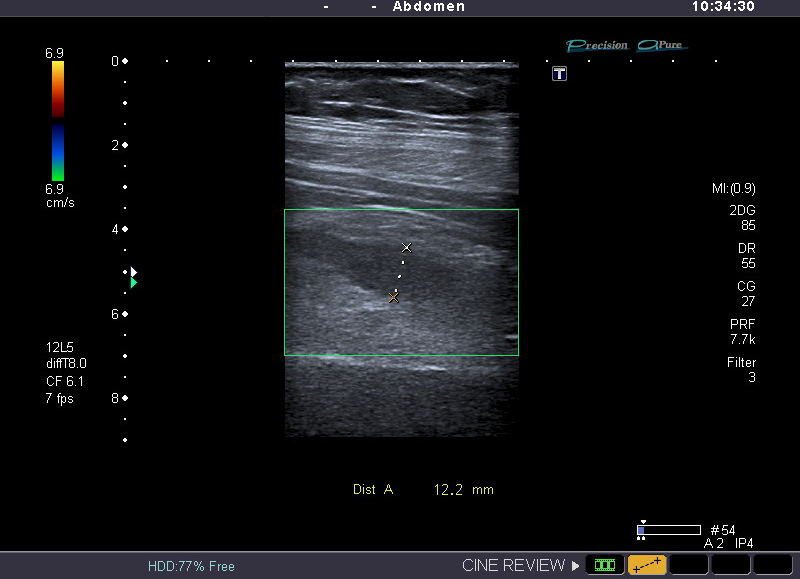 - - Abdomen 10:34:30
Precision APure
T
6.9
6.9
cm/s
0
2
4
6
8
MI:(0.9)
2DG
85
DR
55
CG
27
PRF
7.7k
Filter
3
12L5
diffT8.0
CF 6.1
7 fps
Dist A 12.2 mm
#54
A 2 IP4
HDD:77% Free
CINE REVIEW